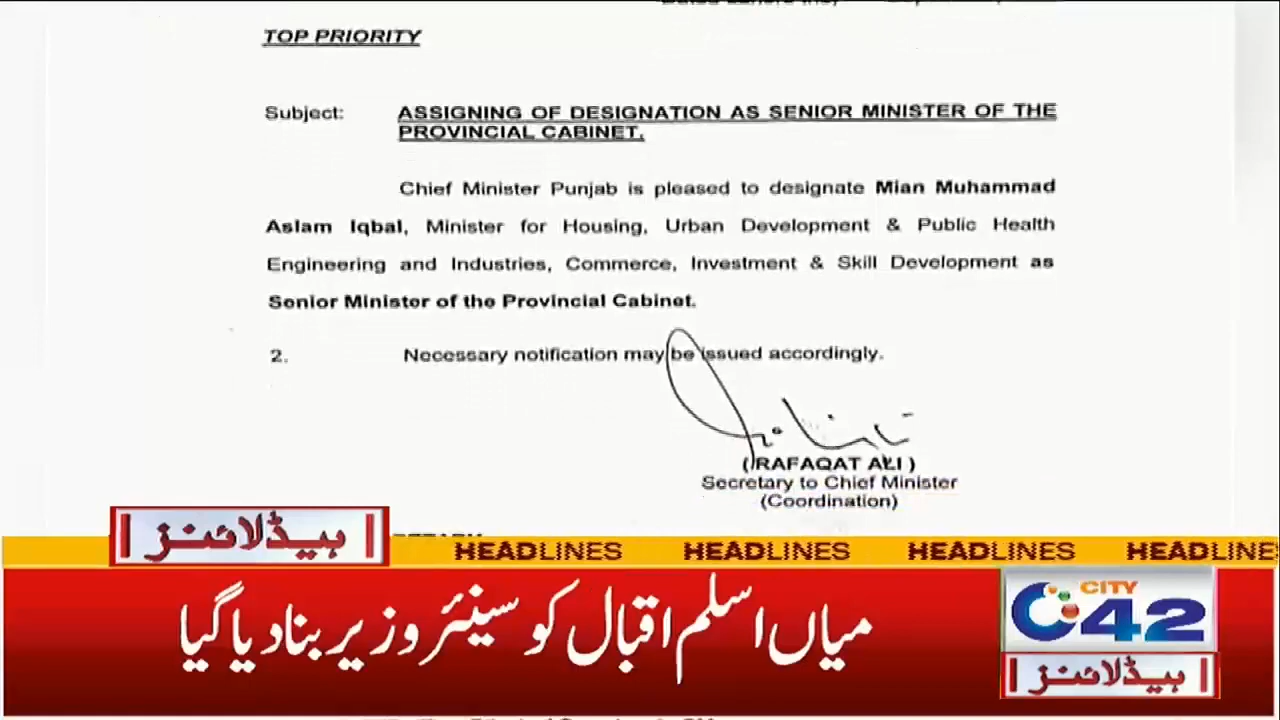 TOP PRIORITY
Subject: ASSIGNING OF DESIGNATION AS SENIOR MINISTER OF THE
PROVINCIAL CABINET.
Chief Minister Punjab is pleased to designate Mian Muhammad
Aslam Iqbal, Minister for Housing, Urban Development & Public Health
Engineering and Industries, Commerce, Investment & Skill Development as
Senior Minister of the Provincial Cabinet.
2. Necessary notification may be issued accordingly.
(RAFAQAT ALI)
Secretary to Chief Minister
(Coordination)
ہیڈلائنز
HEADLINES HEADLINES HEADLINES HEADLINES
میاں اسلم اقبال کو سینئر وزیر بنا دیا گیا
CITY
42
ہیڈلائنز